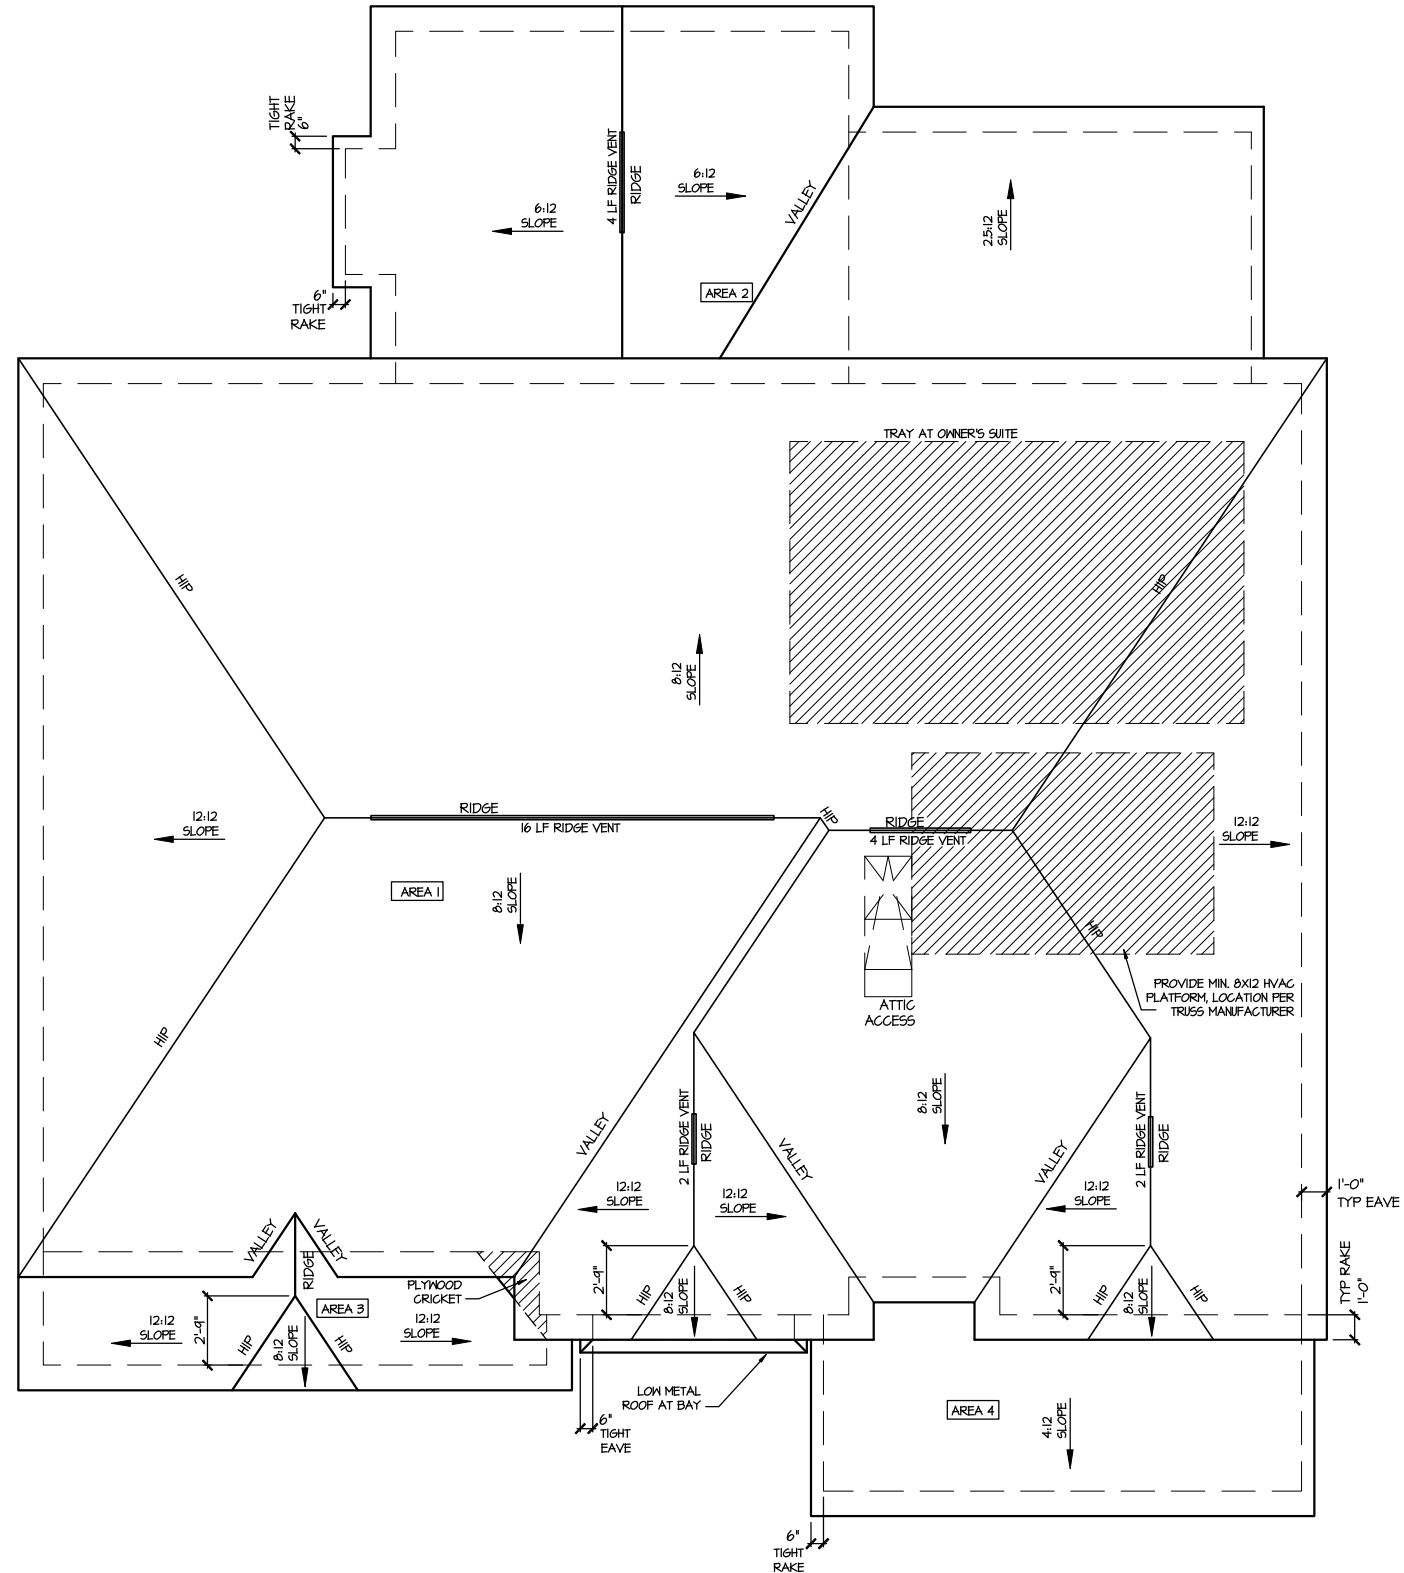 TIGHT
RAKE
6"
4 LF RIDGE VENT
RIDGE
6:12
SLOPE
6:12
SLOPE
VALLEY
2.5:12
SLOPE
AREA 2
6"
TIGHT
RAKE
TRAY AT OWNER'S SUITE
HIP
HIP
8:12
SLOPE
RIDGE
16 LF RIDGE VENT
HIP
RIDGE
4 LF RIDGE VENT
12:12
SLOPE
12:12
SLOPE
AREA 1
8:12
SLOPE
HIP
PROVIDE MIN. 8X12 HVAC
PLATFORM, LOCATION PER
TRUSS MANUFACTURER
ATTIC
ACCESS
HIP
8:12
SLOPE
VALLEY
2 LF RIDGE VENT
RIDGE
VALLEY
VALLEY
2 LF RIDGE VENT
RIDGE
12:12
SLOPE
12:12
SLOPE
12:12
SLOPE
1'-0"
TYP EAVE
VALLEY
VALLEY
RIDGE
PLYWOOD
CRICKET
2'-9"
HIP
8:12
SLOPE
HIP
2'-9"
HIP
8:12
SLOPE
HIP
TYP RAKE
1'-0"
AREA 3
12:12
SLOPE
2'-9"
HIP
8:12
SLOPE
HIP
12:12
SLOPE
LOW METAL
ROOF AT BAY
6"
TIGHT
EAVE
AREA 4
4:12
SLOPE
6"
TIGHT
RAKE